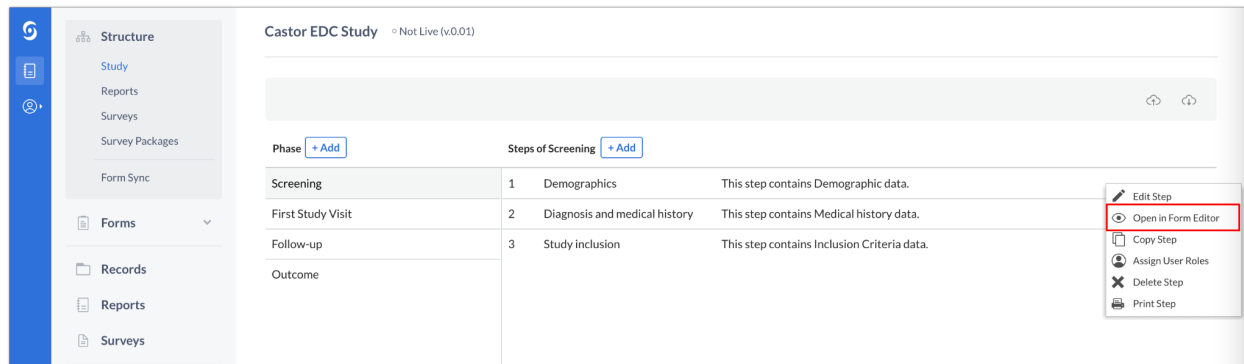 Structure
Study
Reports
Surveys
Survey Packages
Form Sync
Forms
Records
Reports
Surveys
Castor EDC Study Not Live (v.0.01)
Phase + Add
Screening
First Study Visit
Follow-up
Outcome
Steps of Screening + Add
1 Demographics This step contains Demographic data.
2 Diagnosis and medical history This step contains Medical history data.
3 Study inclusion This step contains Inclusion Criteria data.
Edit Step
Open in Form Editor
Copy Step
Assign User Roles
Delete Step
Print Step